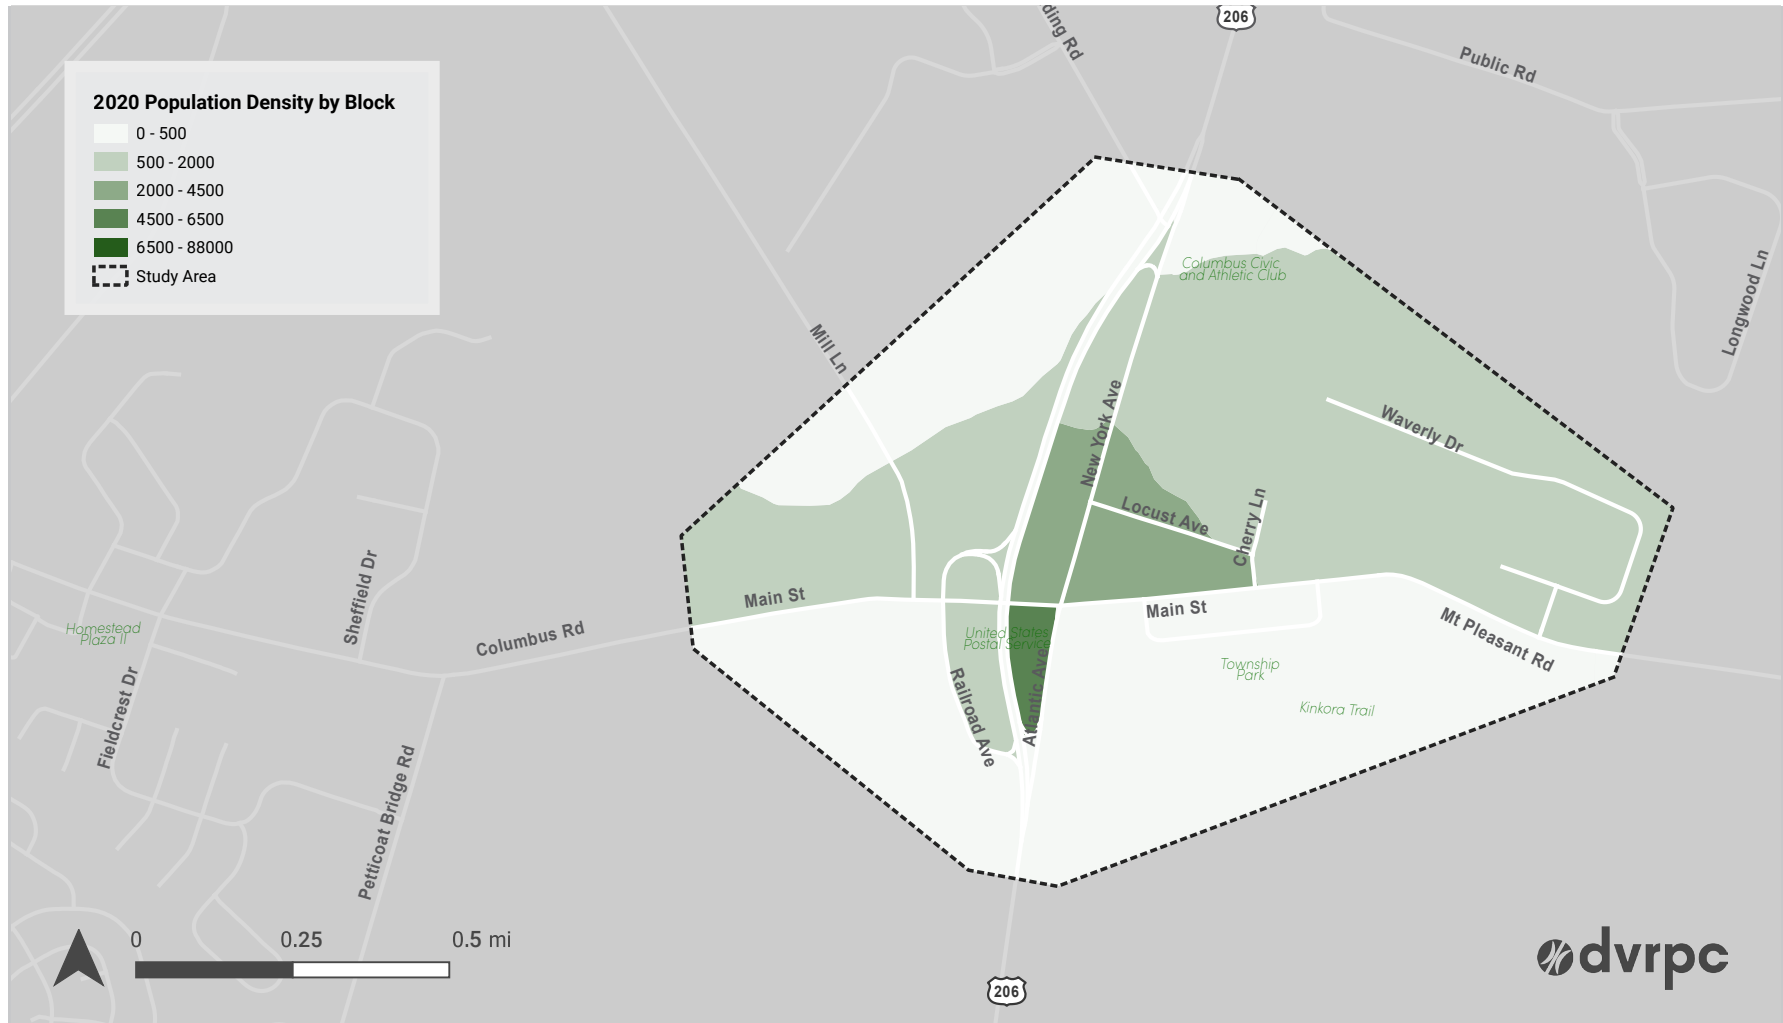 206
ding Rd
Public Rd
2020 Population Density by Block
0 - 500
500 - 2000
2000 - 4500
4500 - 6500
6500 - 88000
Study Area
Columbus Civic
and Athletic Club
Longwood Ln
Mill Ln
New York Ave
Waverly Dr
Locust Ave
Cherry Ln
Sheffield Dr
Main St
Main St
Columbus Rd
Homestead
Plaza II
United States
Postal Service
Mt Pleasant Rd
Township
Park
Kinkora Trail
Atlantic Ave
Railroad Ave
Fieldcrest Dr
Petticoat Bridge Rd
0 0.25 0.5 mi
206
dvrpc